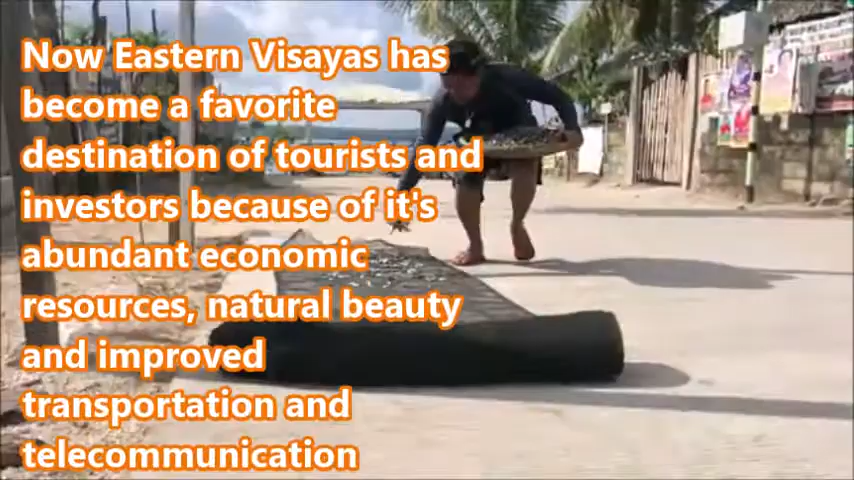 Now Eastern Visayas has
become a favorite
destination of tourists and
investors because of it's
abundant economic
resources, natural beauty
and improved
transportation and
telecommunication